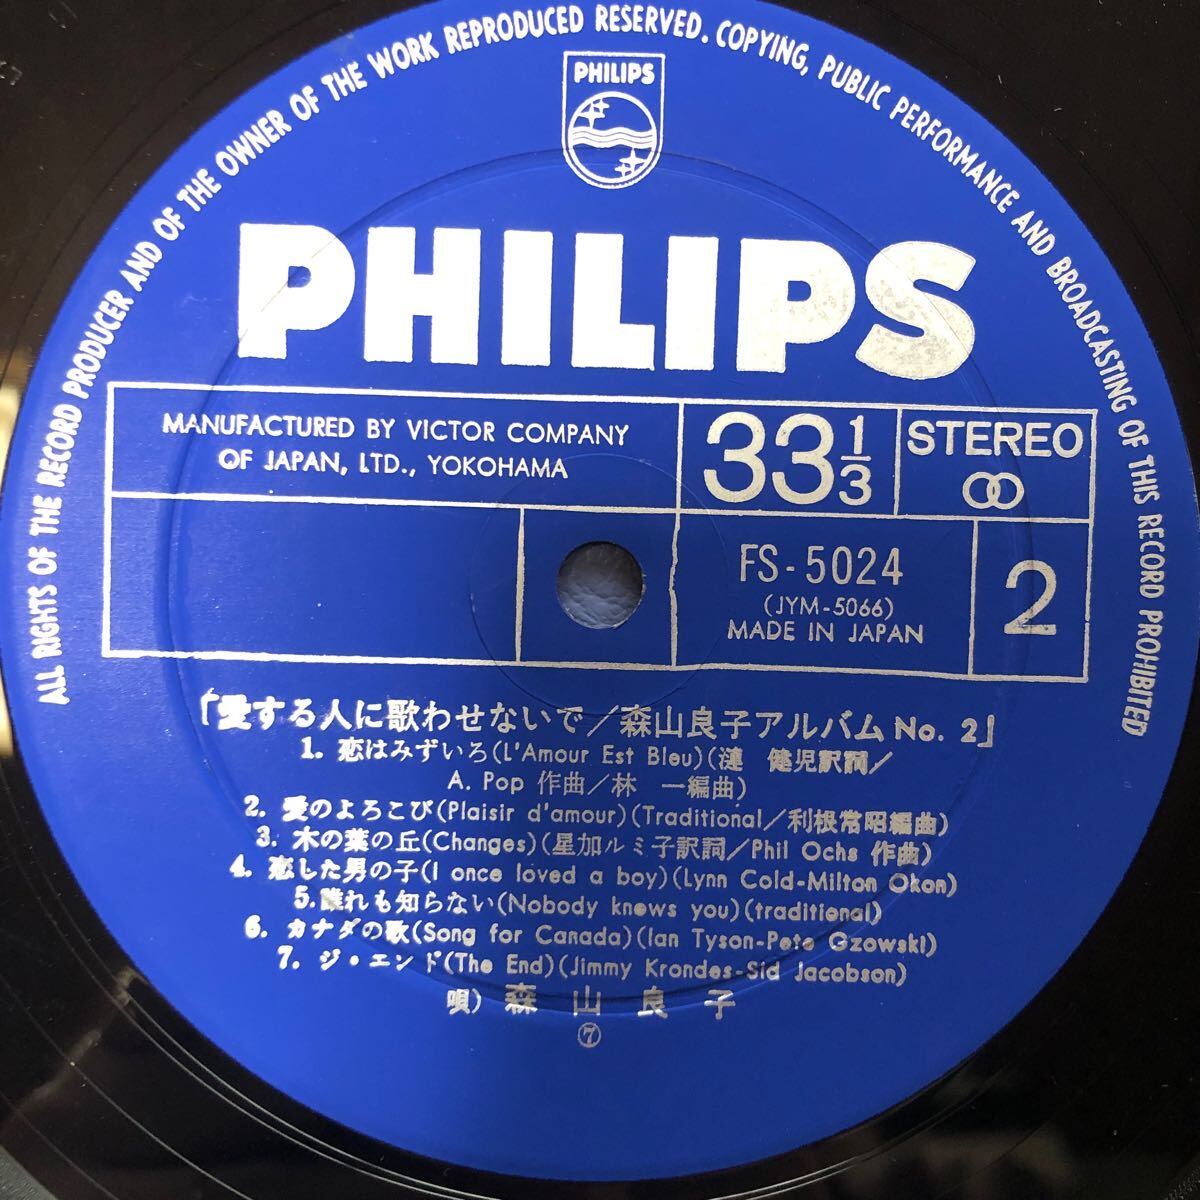 ALL RIGHTS OF THE RECORD PRODUCER AND OF THE OWNER OF THE WORK REPRODUCED RESERVED. COPYING, PUBLIC PERFORMANCE AND BROADCASTING OF THIS RECORD PROHIBITED
PHILIPS
PHILIPS
MANUFACTURED BY VICTOR COMPANY
OF JAPAN, LTD., YOKOHAMA
33 1/3
STEREO
FS-5024
(JYM-5066)
MADE IN JAPAN
2
「愛する人に歌わせないで/森山良子アルバムNo. 2」
1. 恋はみずいろ(L'Amour Est Bleu)(漣 健児訳詞/
A. Pop 作曲/林 一編曲)
2. 愛のよろこび(Plaisir d'amour)(Traditional/利根常昭編曲)
3. 木の葉の丘(Changes)(星加ルミ子訳詞/Phil Ochs 作曲)
4. 恋した男の子(I once loved a boy)(Lynn Cold-Milton Okon)
5. 誰れも知らない(Nobody knews you)(traditional)
6. カナダの歌(Song for Canada)(Ian Tyson-Pete Gzowski)
7. ジ・エンド(The End)(Jimmy Krondes-Sid Jacobson)
唄) 森山良子
⑦